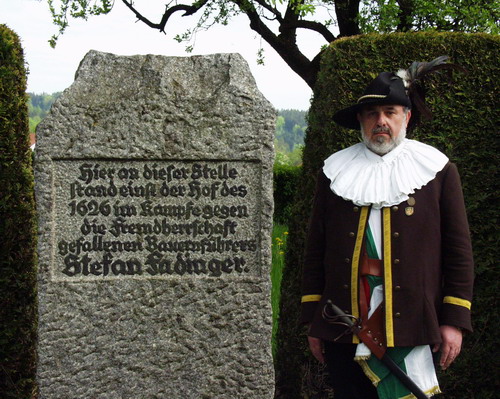 Hier an dieser Stelle
stand einst der Hof des
1626 im Kampfe gegen
die Fremdherrschaft
gefallenen Bauernführers
Stefan Fadinger.